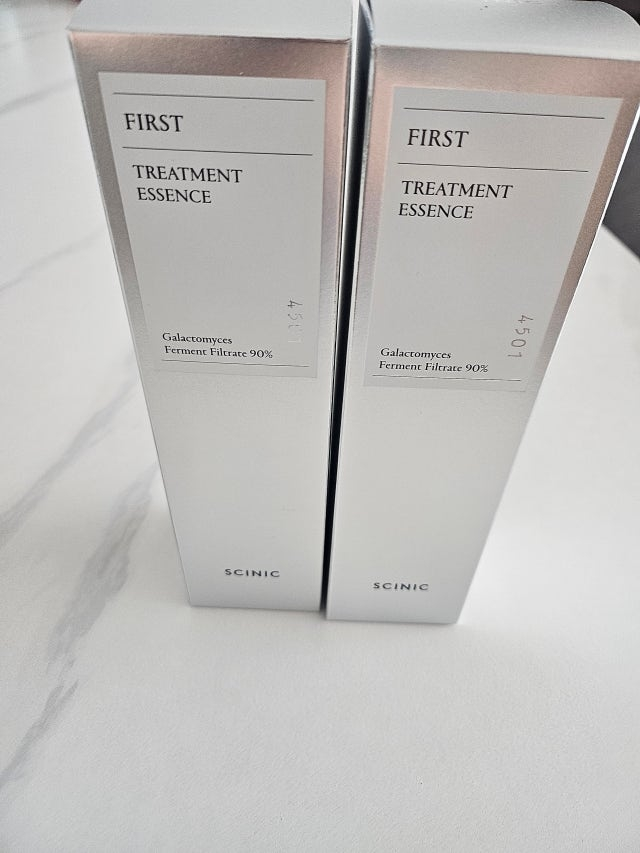 FIRST
TREATMENT
ESSENCE
4501
Galactomyces
Ferment Filtrate 90%
SCINIC
FIRST
TREATMENT
ESSENCE
4501
Galactomyces
Ferment Filtrate 90%
SCINIC